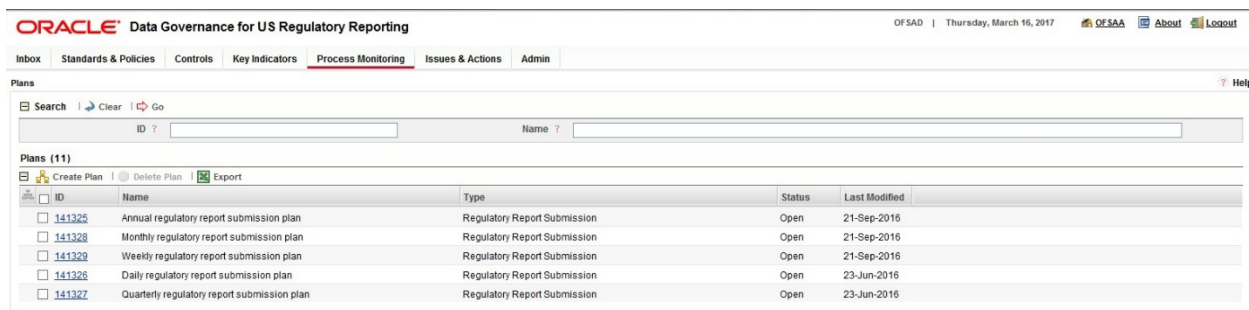 ORACLE® Data Governance for US Regulatory Reporting OFSAD | Thursday, March 16, 2017 OFSAA About Logout
Inbox Standards & Policies Controls Key Indicators Process Monitoring Issues & Actions Admin
Plans ? Help
Search | Clear | Go
ID ? Name ?
Plans (11)
Create Plan | Delete Plan | Export
ID Name Type Status Last Modified
141325 Annual regulatory report submission plan Regulatory Report Submission Open 21-Sep-2016
141328 Monthly regulatory report submission plan Regulatory Report Submission Open 21-Sep-2016
141329 Weekly regulatory report submission plan Regulatory Report Submission Open 21-Sep-2016
141326 Daily regulatory report submission plan Regulatory Report Submission Open 23-Jun-2016
141327 Quarterly regulatory report submission plan Regulatory Report Submission Open 23-Jun-2016